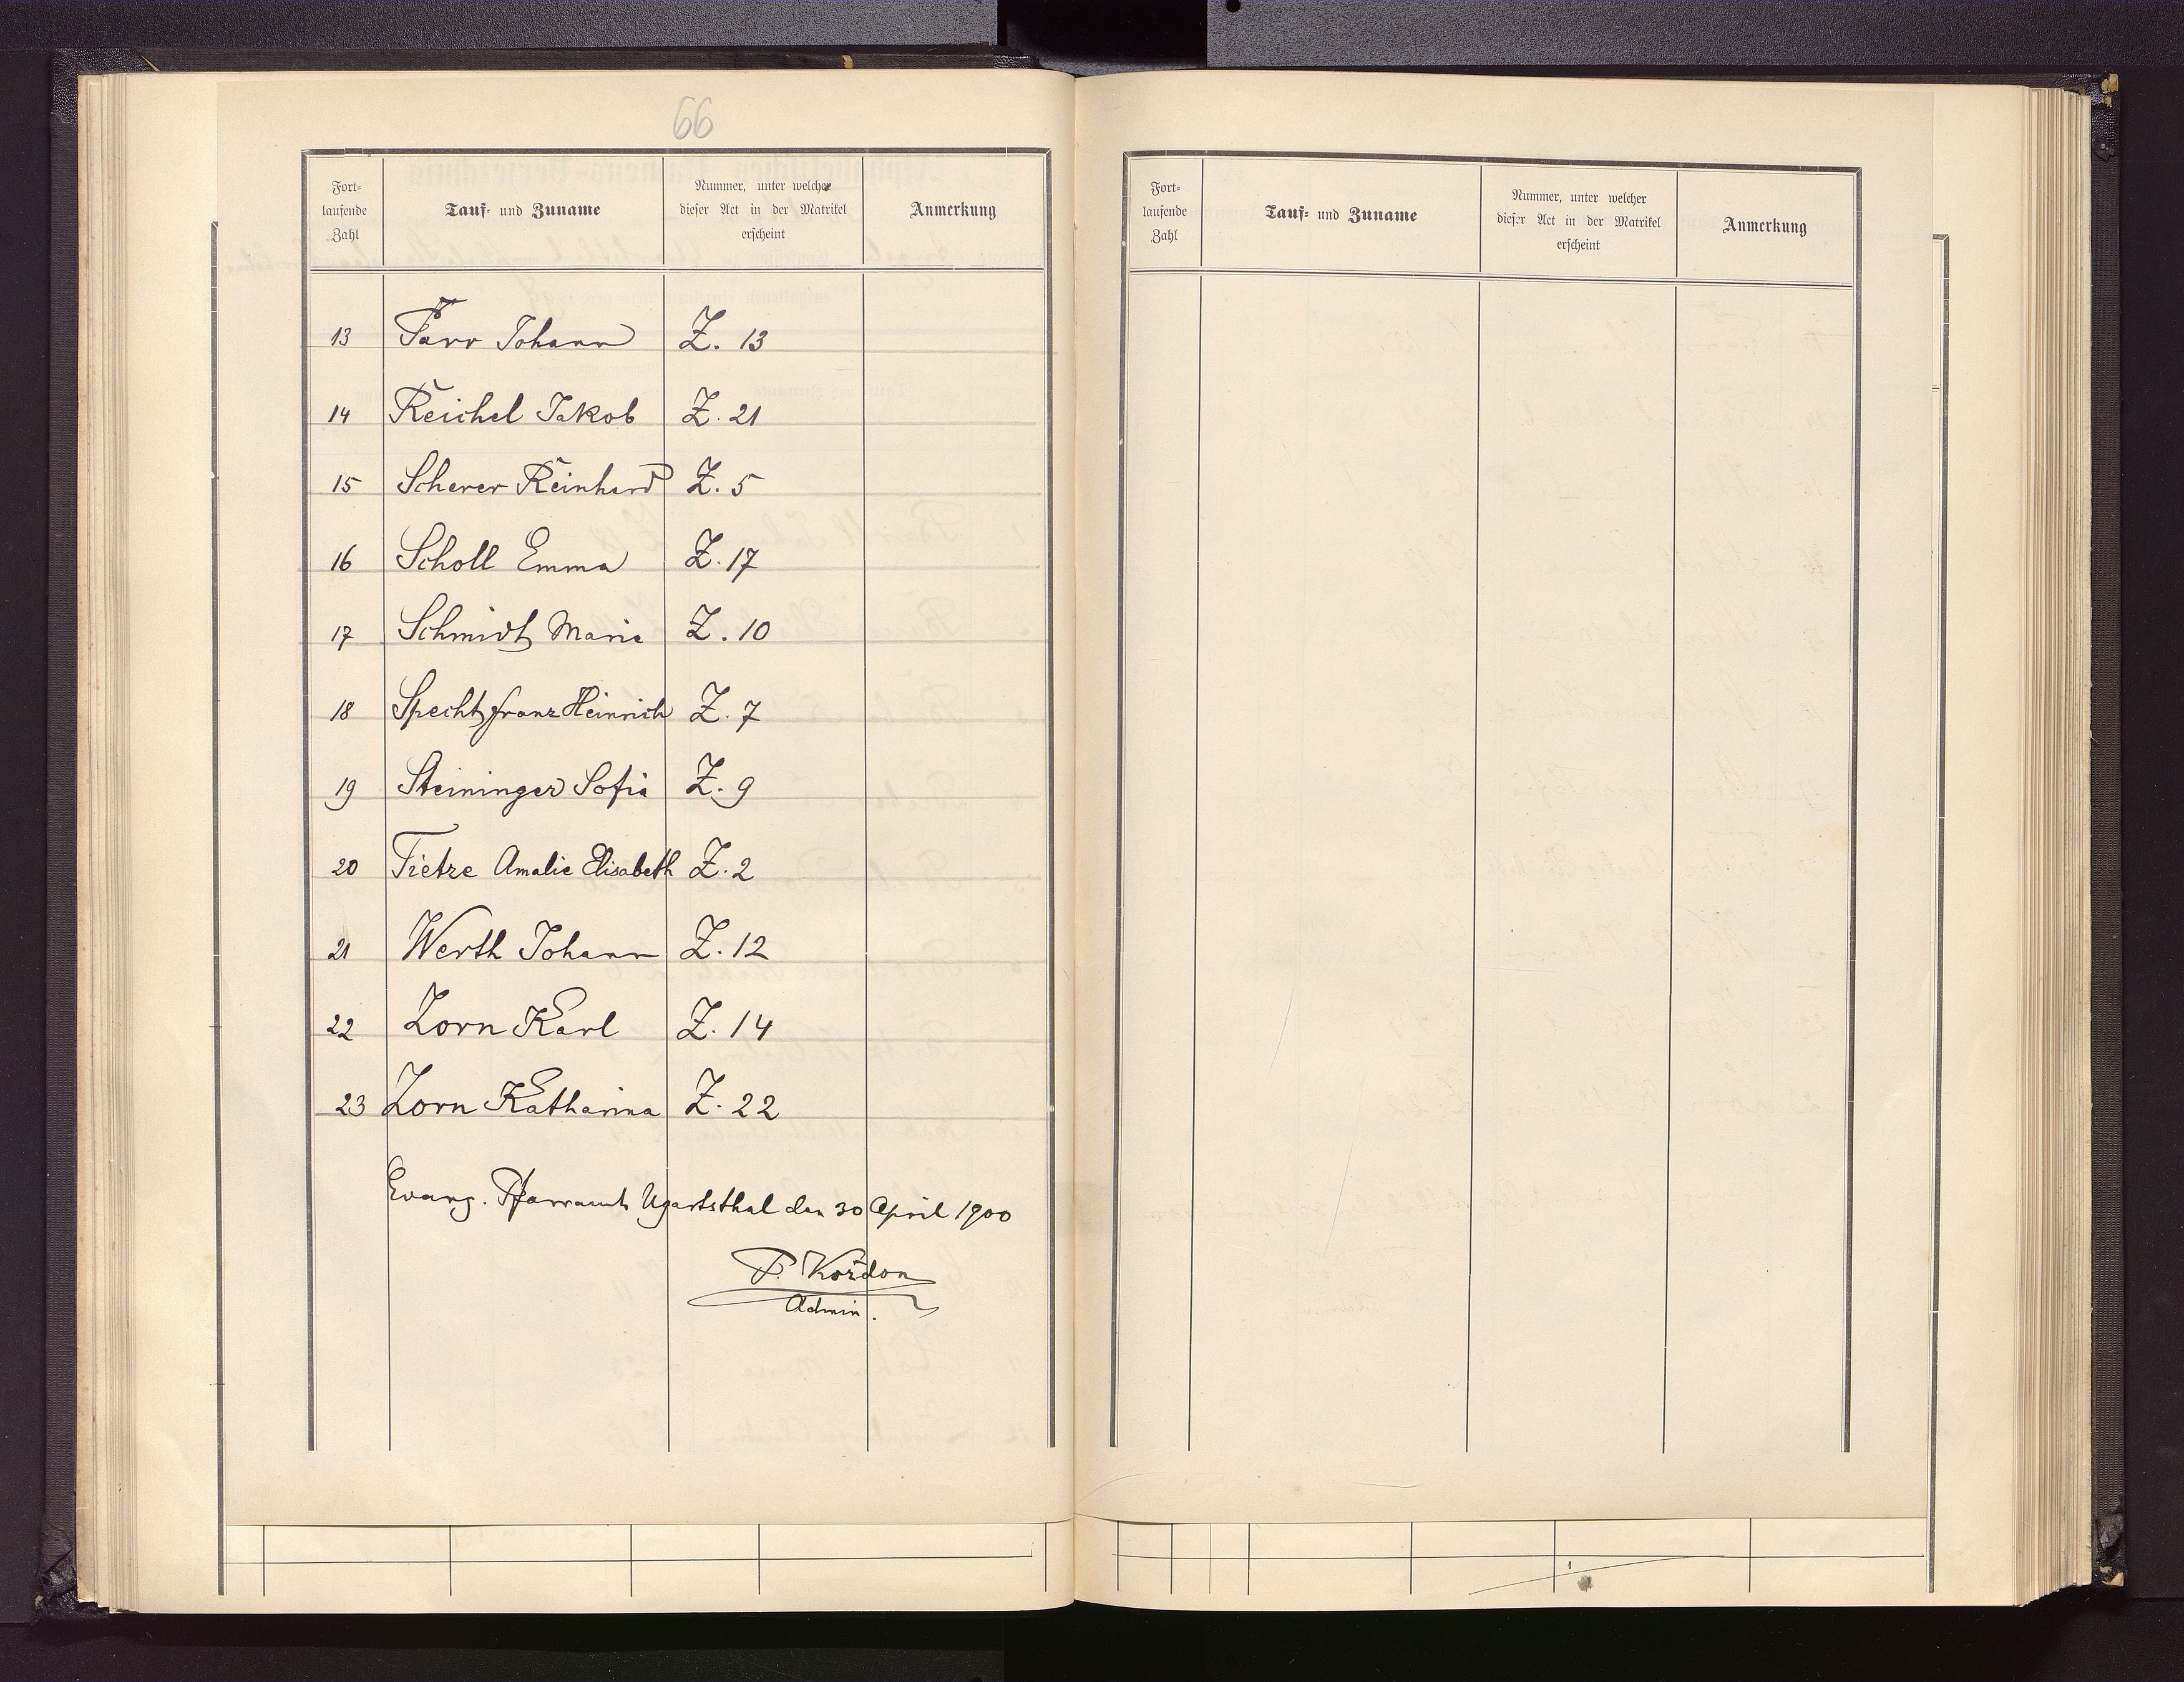 66
Fort-
laufende
Zahl
Tauf- und Zuname
Nummer, unter welcher
dieser Act in der Matrikel
erscheint
Anmerkung
13 Parr Johann Z. 13
14 Reichel Jakob Z. 21
15 Scherer Reinhard Z. 5
16 Scholl Emma Z. 17
17 Schmidt Maria Z. 10
18 Specht Franz Heinrich Z. 7
19 Steininger Sofia Z. 9
20 Tietze Amalie Elisabeth Z. 2
21 Werth Johann Z. 12
22 Zorn Karl Z. 14
23 Zorn Katharina Z. 22
Evang. Pfarramt Ugartsthal den 30 April 1900
P. Koždon
Admin.
Fort-
laufende
Zahl
Tauf- und Zuname
Nummer, unter welcher
dieser Act in der Matrikel
erscheint
Anmerkung